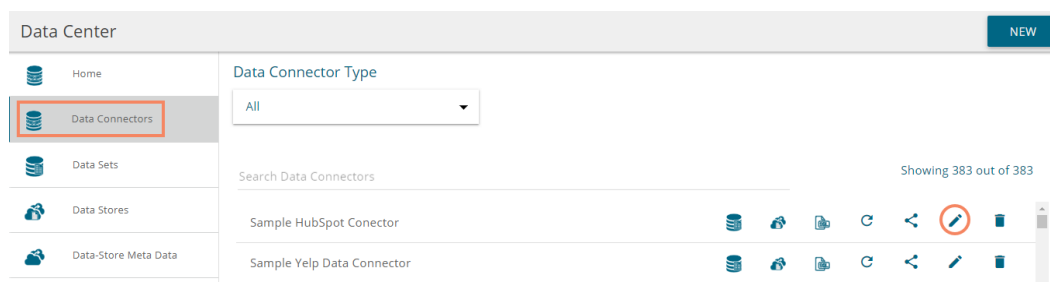 Data Center
NEW
Home
Data Connectors
Data Sets
Data Stores
Data-Store Meta Data
Data Connector Type
All
Search Data Connectors
Showing 383 out of 383
Sample HubSpot Conector
Sample Yelp Data Connector